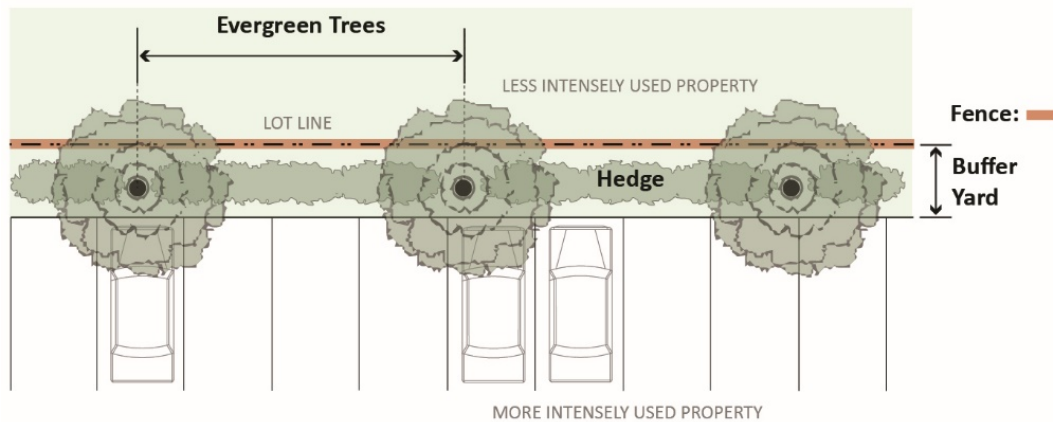 Evergreen Trees
LESS INTENSELY USED PROPERTY
LOT LINE
Fence:
Hedge
Buffer
Yard
MORE INTENSELY USED PROPERTY